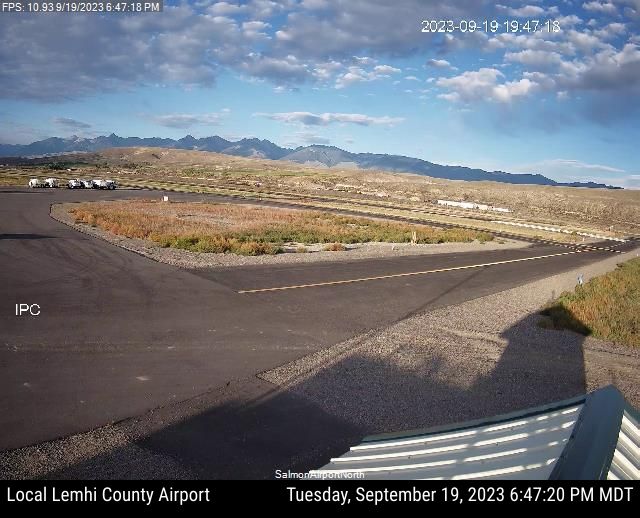 FPS: 10.93 9/19/2023 6:47:18 PM
2023-09-19 19:47:18
IPC
SalmonAirportNorth
Local Lemhi County Airport Tuesday, September 19, 2023 6:47:20 PM MDT